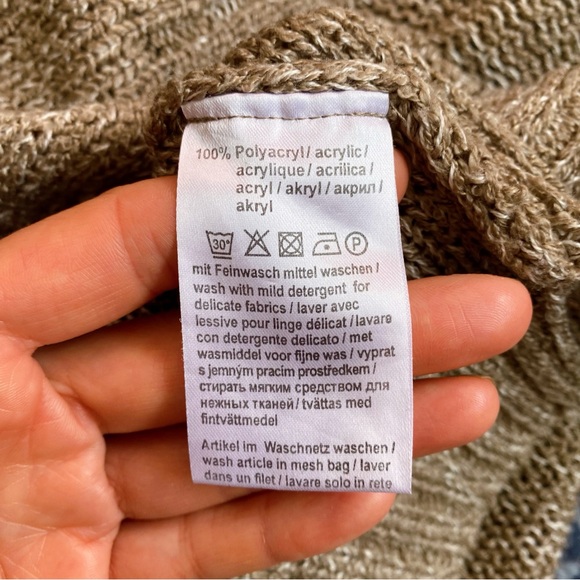 100% Polyacryl/ acrylic/
acrylique / acrilica /
acryl / akryl / акрил /
akryl
30°
P
mit Feinwasch mittel waschen /
wash with mild detergent for
delicate fabrics / laver avec
lessive pour linge délicat / lavare
con detergente delicato / met
wasmiddel voor fijne was / vyprat
s jemným pracim prostředkem /
стирать мягким средством для
нежных тканей / tvättas med
fintvättmedel
Artikel im Waschnetz waschen /
wash article in mesh bag / laver
dans un filet / lavare solo in rete